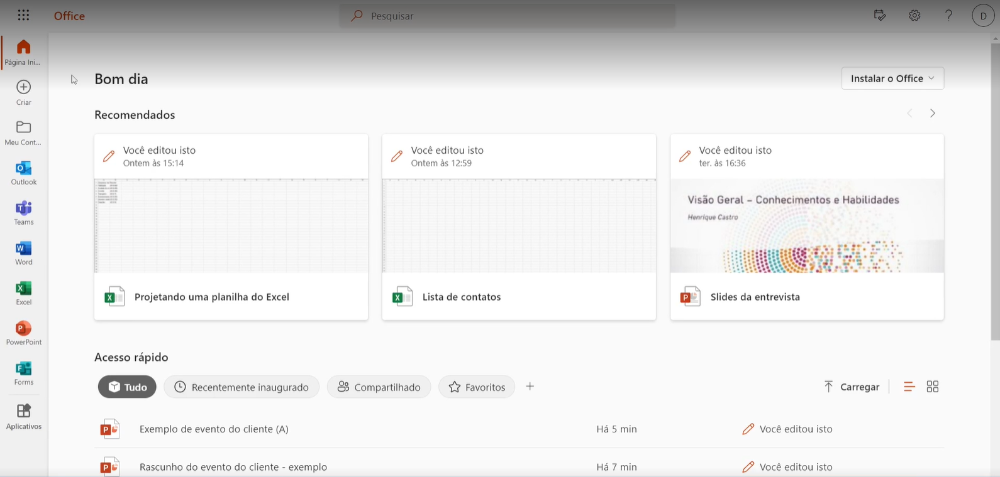 Office
Pesquisar
D
Página Ini...
Criar
Meu Cont...
Outlook
Teams
Word
Excel
PowerPoint
Forms
Aplicativos
Bom dia
Instalar o Office
Recomendados
Você editou isto
Ontem às 15:14
Projetando uma planilha do Excel
Você editou isto
Ontem às 12:59
Lista de contatos
Você editou isto
ter. às 16:36
Visão Geral – Conhecimentos e Habilidades
Henrique Castro
Slides da entrevista
Acesso rápido
Tudo Recentemente inaugurado Compartilhado Favoritos Carregar
Exemplo de evento do cliente (A) Há 5 min Você editou isto
Rascunho do evento do cliente - exemplo Há 7 min Você editou isto